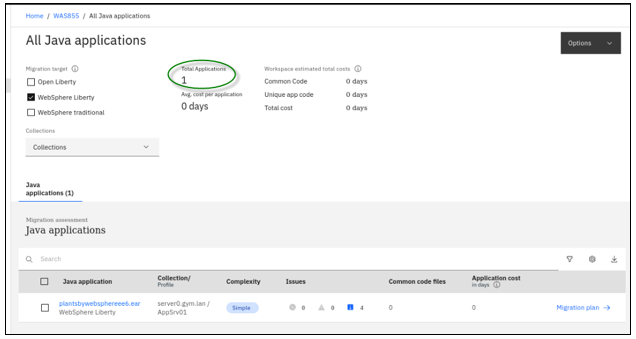 Home / WAS855 / All Java applications
All Java applications
Options
Migration target
Open Liberty
WebSphere Liberty
WebSphere traditional
Total Applications
1
Avg. cost per application
0 days
Workspace estimated total costs
Common Code 0 days
Unique app code 0 days
Total cost 0 days
Collections
Collections
Java
applications (1)
Migration assessment
Java applications
Search
Java application Collection/ Profile Complexity Issues Common code files Application cost in days
plantsbywebsphereee6.ear server0.gym.lan / Simple 0 0 4 0 0 Migration plan →
WebSphere Liberty AppSrv01